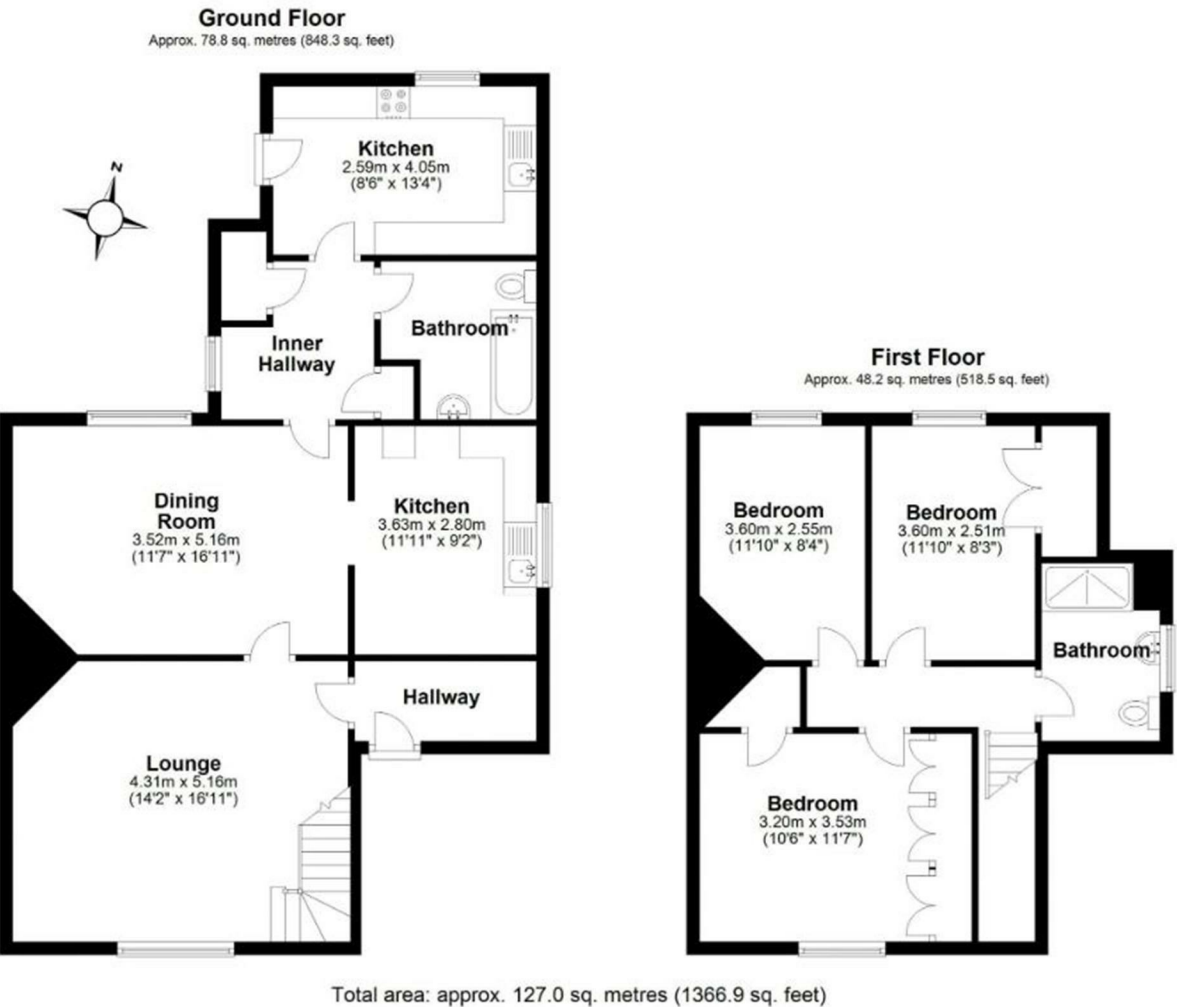 Ground Floor
Approx. 78.8 sq. metres (848.3 sq. feet)
N
Kitchen
2.59m x 4.05m
(8'6" x 13'4")
Bathroom
Inner
Hallway
Dining
Room
3.52m x 5.16m
(11'7" x 16'11")
Kitchen
3.63m x 2.80m
(11'11" x 9'2")
Hallway
Lounge
4.31m x 5.16m
(14'2" x 16'11")
First Floor
Approx. 48.2 sq. metres (518.5 sq. feet)
Bedroom
3.60m x 2.55m
(11'10" x 8'4")
Bedroom
3.60m x 2.51m
(11'10" x 8'3")
Bathroom
Bedroom
3.20m x 3.53m
(10'6" x 11'7")
Total area: approx. 127.0 sq. metres (1366.9 sq. feet)